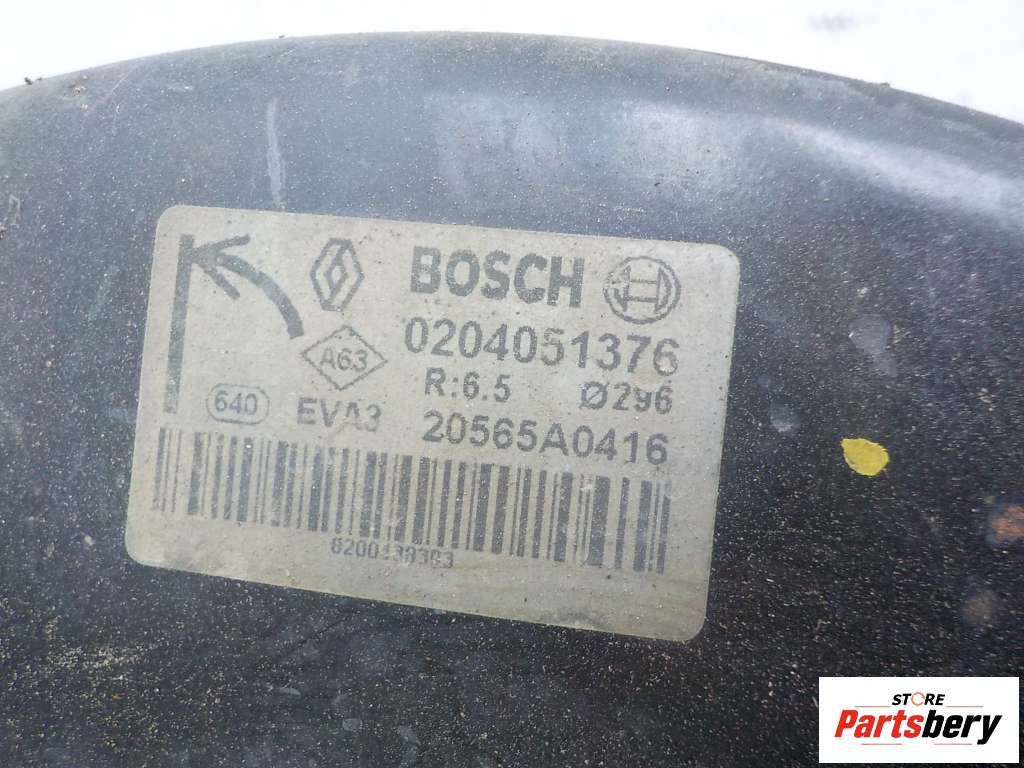 BOSCH
0204051376
A63
R:6.5 Ø296
640 EVA3 20565A0416
STORE
Partsbery